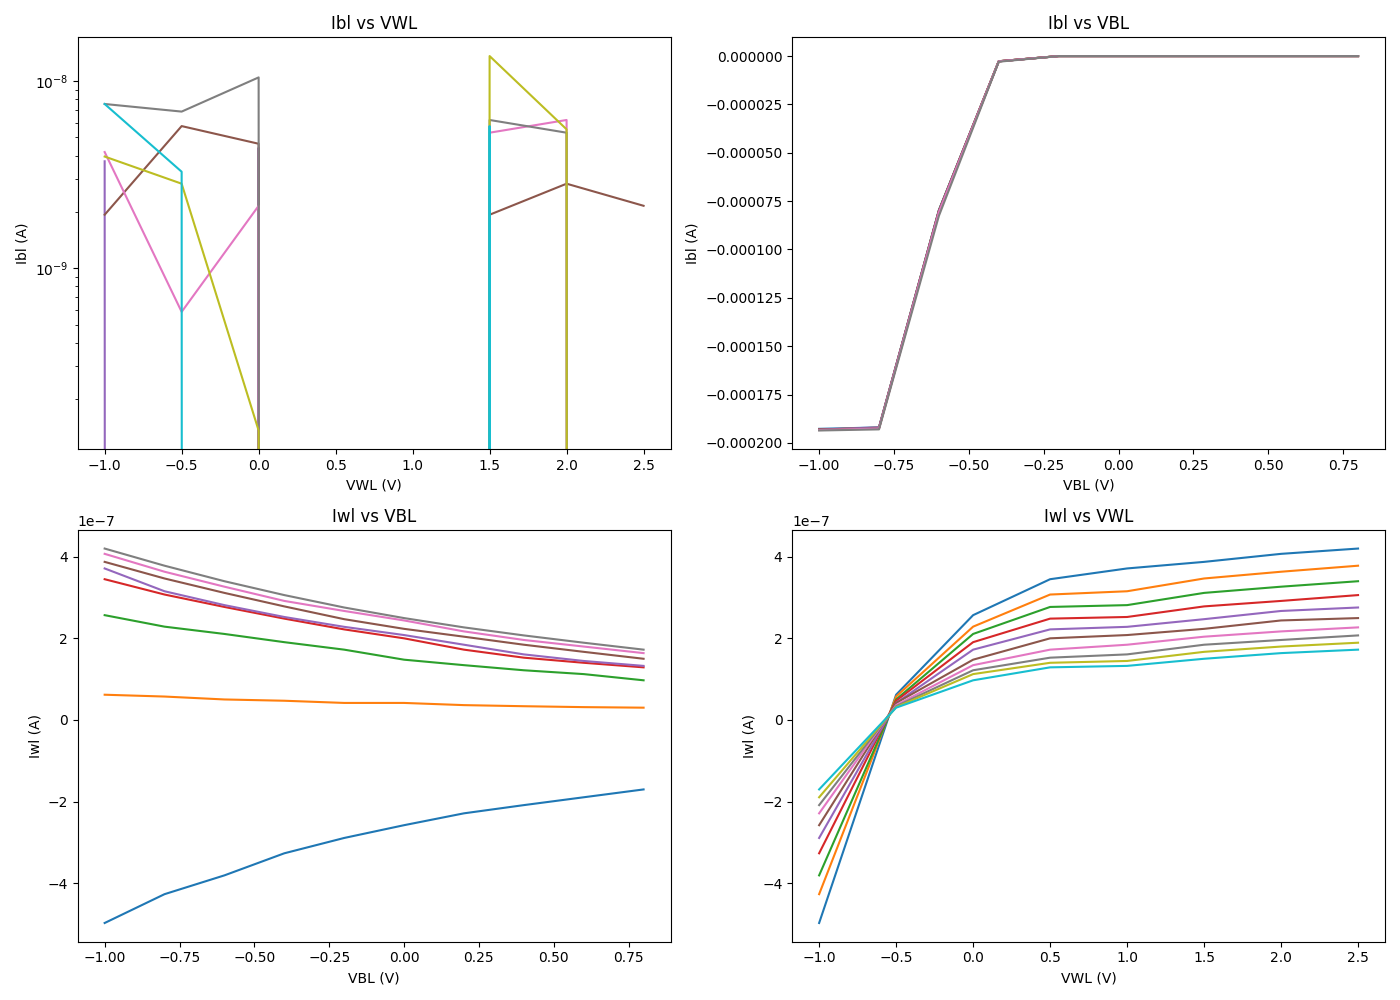 Ibl vs VWL
10⁻⁸
10⁻⁹
Ibl (A)
−1.0 −0.5 0.0 0.5 1.0 1.5 2.0 2.5
VWL (V)
Ibl vs VBL
0.000000
−0.000025
−0.000050
−0.000075
−0.000100
−0.000125
−0.000150
−0.000175
−0.000200
Ibl (A)
−1.00 −0.75 −0.50 −0.25 0.00 0.25 0.50 0.75
VBL (V)
Iwl vs VBL
1e−7
4
2
0
−2
−4
Iwl (A)
−1.00 −0.75 −0.50 −0.25 0.00 0.25 0.50 0.75
VBL (V)
Iwl vs VWL
1e−7
4
2
0
−2
−4
Iwl (A)
−1.0 −0.5 0.0 0.5 1.0 1.5 2.0 2.5
VWL (V)